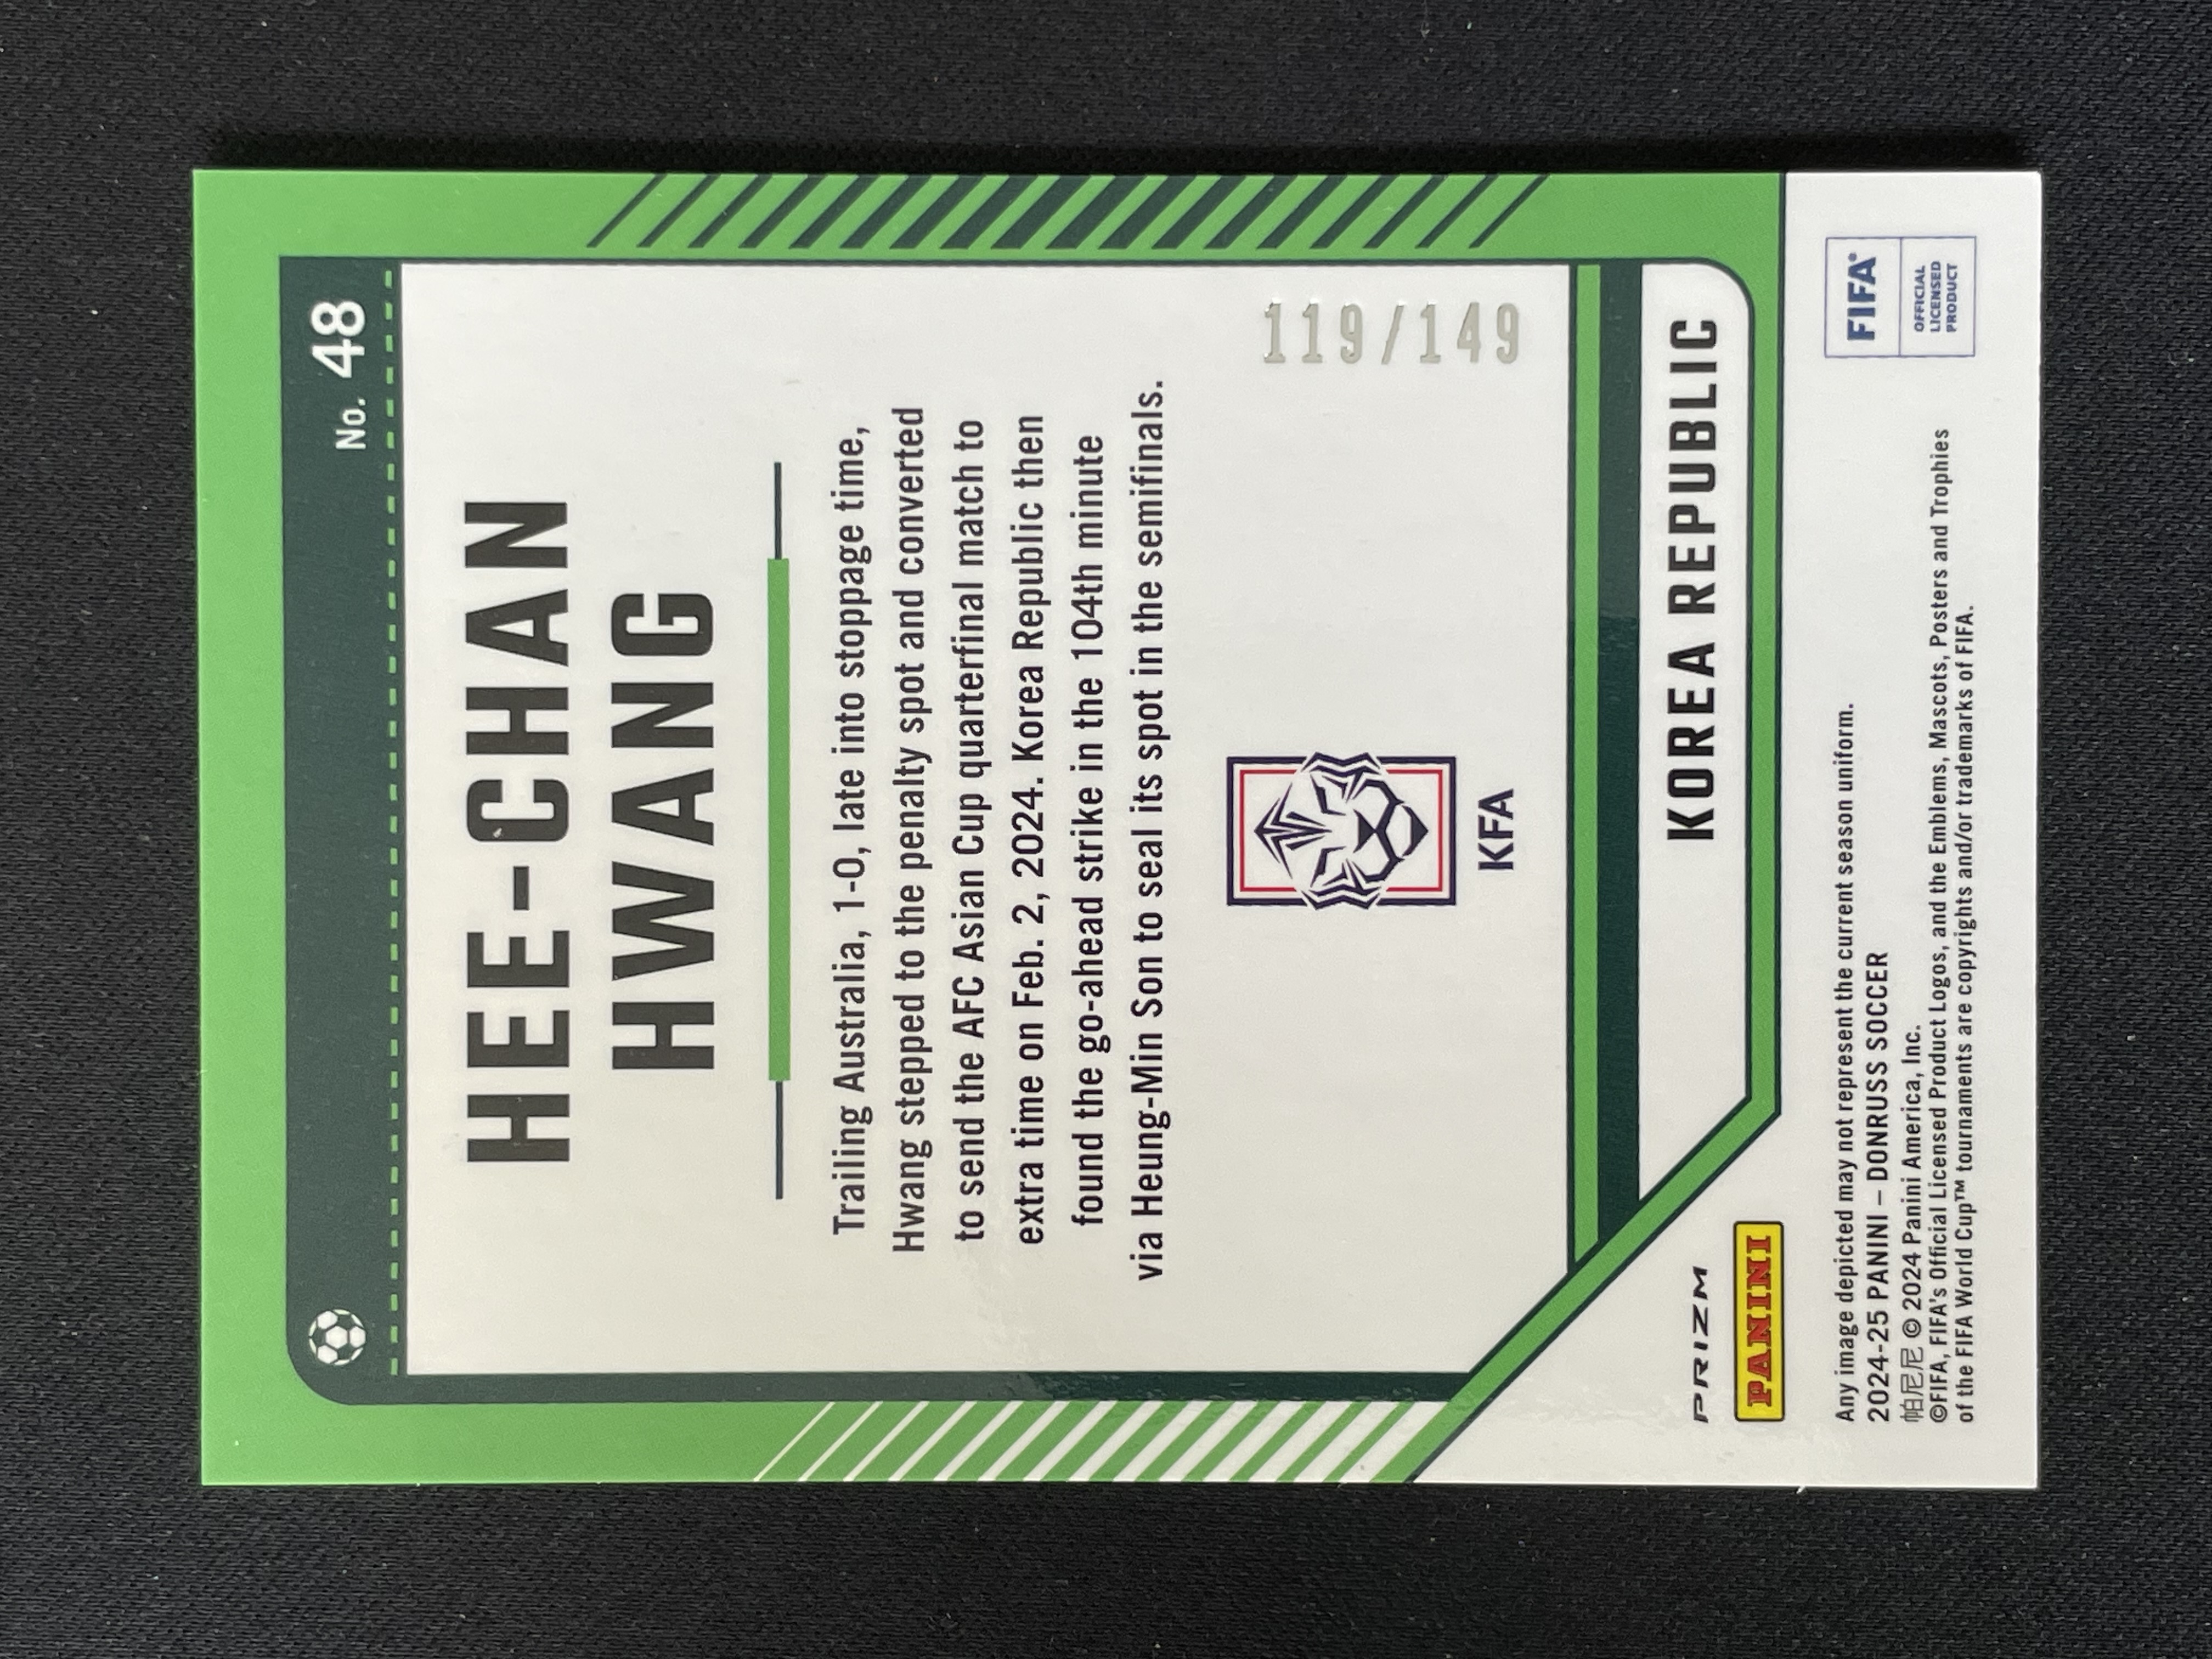 No. 48
HEE-CHAN
HWANG
Trailing Australia, 1-0, late into stoppage time,
Hwang stepped to the penalty spot and converted
to send the AFC Asian Cup quarterfinal match to
extra time on Feb. 2, 2024. Korea Republic then
found the go-ahead strike in the 104th minute
via Heung-Min Son to seal its spot in the semifinals.
119/149
KFA
KOREA REPUBLIC
PRIZM
PANINI
FIFA®
OFFICIAL
LICENSED
PRODUCT
Any image depicted may not represent the current season uniform.
2024-25 PANINI – DONRUSS SOCCER
帕尼尼 © 2024 Panini America, Inc.
©FIFA, FIFA's Official Licensed Product Logos, and the Emblems, Mascots, Posters and Trophies
of the FIFA World Cup™ tournaments are copyrights and/or trademarks of FIFA.